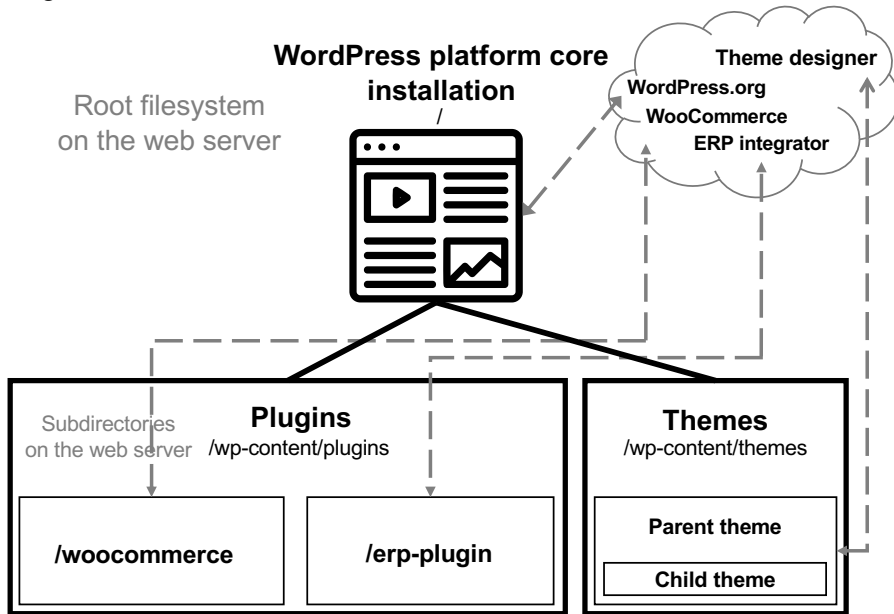 WordPress platform core
installation
/
Root filesystem
on the web server
Theme designer
WordPress.org
WooCommerce
ERP integrator
Subdirectories
on the web server
Plugins
/wp-content/plugins
/woocommerce
/erp-plugin
Themes
/wp-content/themes
Parent theme
Child theme